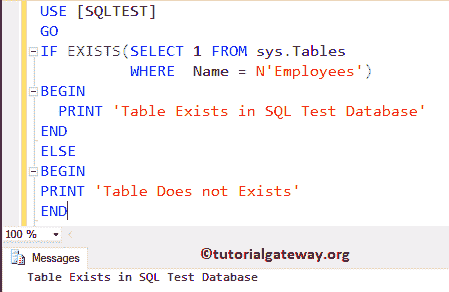 USE [SQLTEST]
GO
IF EXISTS(SELECT 1 FROM sys.Tables
WHERE Name = N'Employees')
BEGIN
PRINT 'Table Exists in SQL Test Database'
END
ELSE
BEGIN
PRINT 'Table Does not Exists'
END
100 %
Messages
©tutorialgateway.org
Table Exists in SQL Test Database